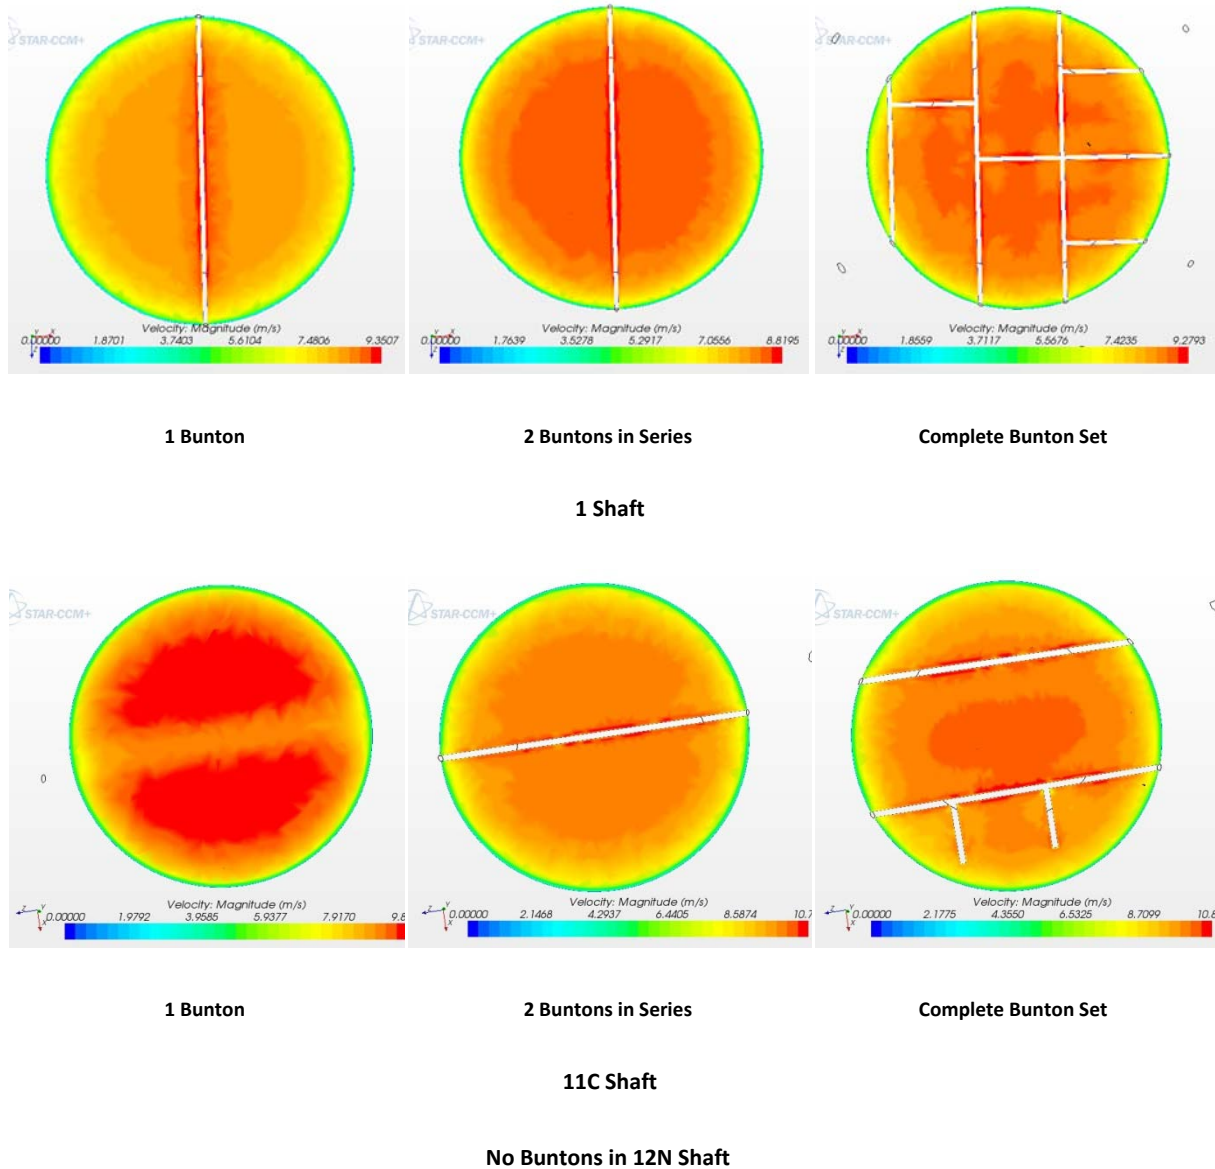 STAR-CCM+ STAR-CCM+ STAR-CCM+
Y X Z Velocity: Magnitude (m/s)
0.00000 1.8701 3.7403 5.6104 7.4806 9.3507
Y X Z Velocity: Magnitude (m/s)
0.00000 1.7639 3.5278 5.2917 7.0556 8.8195
Y X Z Velocity: Magnitude (m/s)
0.00000 1.8559 3.7117 5.5676 7.4235 9.2793
1 Bunton 2 Buntons in Series Complete Bunton Set
1 Shaft
STAR-CCM+ STAR-CCM+ STAR-CCM+
Z Y X Velocity: Magnitude (m/s)
0.00000 1.9792 3.9585 5.9377 7.9170 9.8
Z Y X Velocity: Magnitude (m/s)
0.00000 2.1468 4.2937 6.4405 8.5874 10.7
Z Y X Velocity: Magnitude (m/s)
0.00000 2.1775 4.3550 6.5325 8.7099 10.8
1 Bunton 2 Buntons in Series Complete Bunton Set
11C Shaft
No Buntons in 12N Shaft